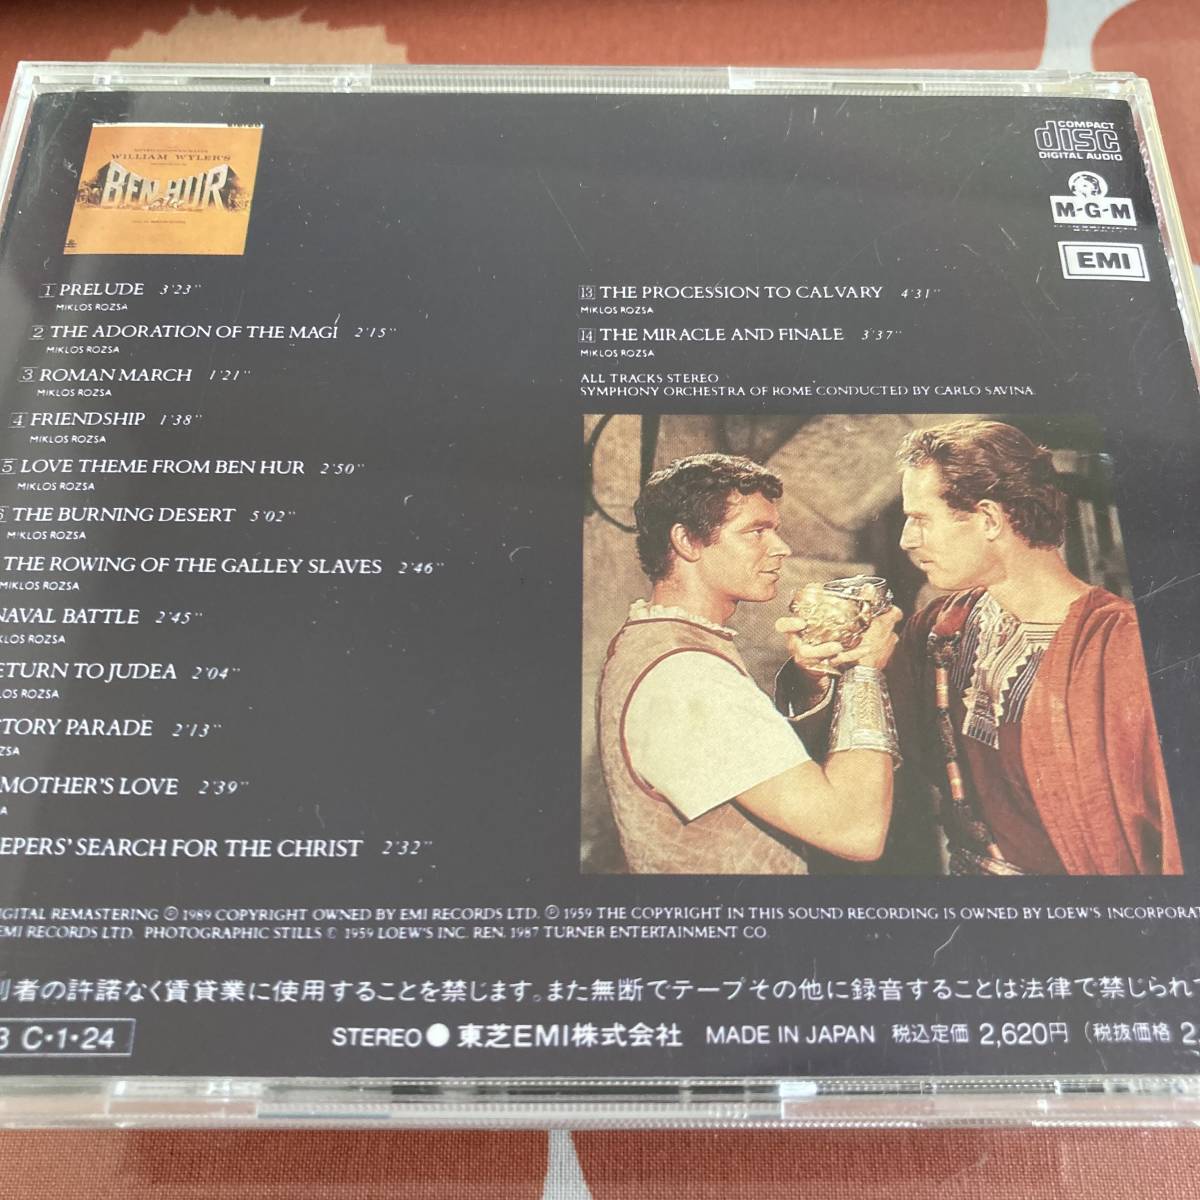 WILLIAM WYLER'S
BEN-HUR
COMPACT
disc
DIGITAL AUDIO
M-G-M
EMI
1 PRELUDE 3'23"
MIKLOS ROZSA
2 THE ADORATION OF THE MAGI 2'15"
MIKLOS ROZSA
3 ROMAN MARCH 1'21"
MIKLOS ROZSA
4 FRIENDSHIP 1'38"
MIKLOS ROZSA
5 LOVE THEME FROM BEN HUR 2'50"
MIKLOS ROZSA
6 THE BURNING DESERT 5'02"
MIKLOS ROZSA
THE ROWING OF THE GALLEY SLAVES 2'46"
MIKLOS ROZSA
NAVAL BATTLE 2'45"
KLOS ROZSA
ETURN TO JUDEA 2'04"
LOS ROZSA
CTORY PARADE 2'13"
ZSA
MOTHER'S LOVE 2'39"
A
EPERS' SEARCH FOR THE CHRIST 2'32"
13 THE PROCESSION TO CALVARY 4'31"
MIKLOS ROZSA
14 THE MIRACLE AND FINALE 3'37"
MIKLOS ROZSA
ALL TRACKS STEREO
SYMPHONY ORCHESTRA OF ROME CONDUCTED BY CARLO SAVINA.
IGITAL REMASTERING ℗ 1989 COPYRIGHT OWNED BY EMI RECORDS LTD. ℗ 1959 THE COPYRIGHT IN THIS SOUND RECORDING IS OWNED BY LOEW'S INCORPORAT
EMI RECORDS LTD. PHOTOGRAPHIC STILLS © 1959 LOEW'S INC. REN. 1987 TURNER ENTERTAINMENT CO.
利者の許諾なく賃貸業に使用することを禁じます。また無断でテープその他に録音することは法律で禁じられて
3 C・1・24
STEREO ● 東芝EMI株式会社 MADE IN JAPAN 税込定価 2,620円 (税抜価格 2,